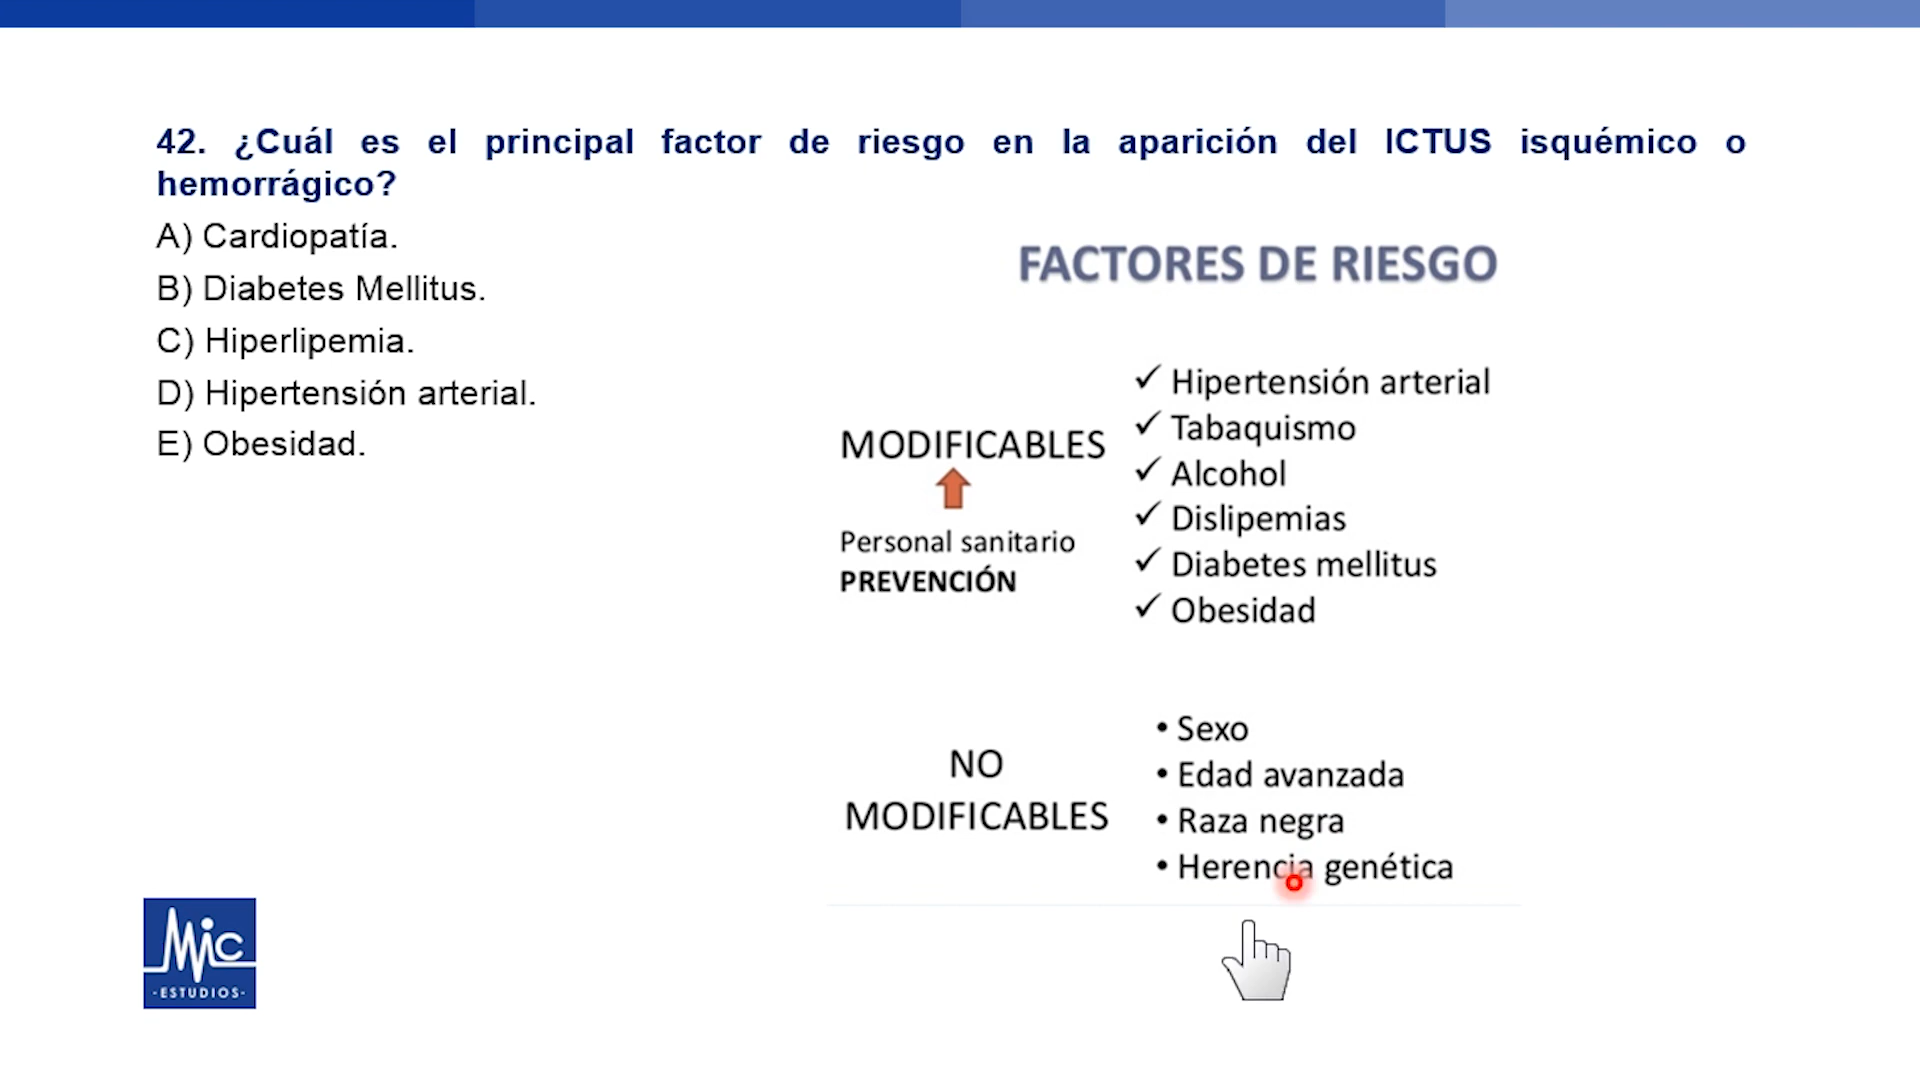 42. ¿Cuál es el principal factor de riesgo en la aparición del ICTUS isquémico o
hemorrágico?
A) Cardiopatía.
B) Diabetes Mellitus.
C) Hiperlipemia.
D) Hipertensión arterial.
E) Obesidad.
FACTORES DE RIESGO
MODIFICABLES
Personal sanitario
PREVENCIÓN
✓ Hipertensión arterial
✓ Tabaquismo
✓ Alcohol
✓ Dislipemias
✓ Diabetes mellitus
✓ Obesidad
NO
MODIFICABLES
• Sexo
• Edad avanzada
• Raza negra
• Herencia genética
Mic
·ESTUDIOS·